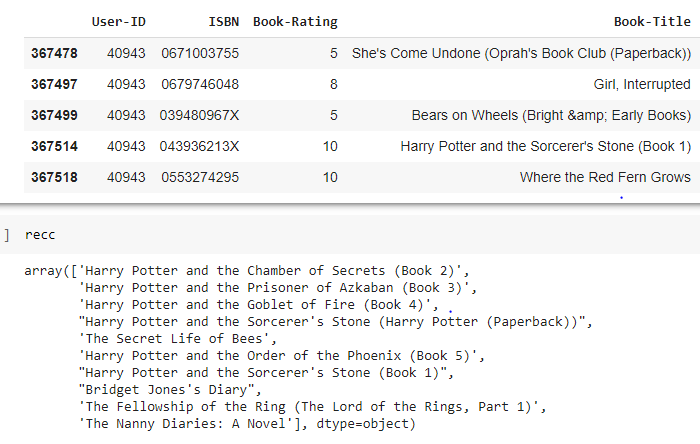 User-ID ISBN Book-Rating Book-Title
367478 40943 0671003755 5 She's Come Undone (Oprah's Book Club (Paperback))
367497 40943 0679746048 8 Girl, Interrupted
367499 40943 039480967X 5 Bears on Wheels (Bright &amp; Early Books)
367514 40943 043936213X 10 Harry Potter and the Sorcerer's Stone (Book 1)
367518 40943 0553274295 10 Where the Red Fern Grows
] recc
array(['Harry Potter and the Chamber of Secrets (Book 2)',
'Harry Potter and the Prisoner of Azkaban (Book 3)',
'Harry Potter and the Goblet of Fire (Book 4)',
"Harry Potter and the Sorcerer's Stone (Harry Potter (Paperback))",
'The Secret Life of Bees',
'Harry Potter and the Order of the Phoenix (Book 5)',
"Harry Potter and the Sorcerer's Stone (Book 1)",
"Bridget Jones's Diary",
'The Fellowship of the Ring (The Lord of the Rings, Part 1)',
'The Nanny Diaries: A Novel'], dtype=object)